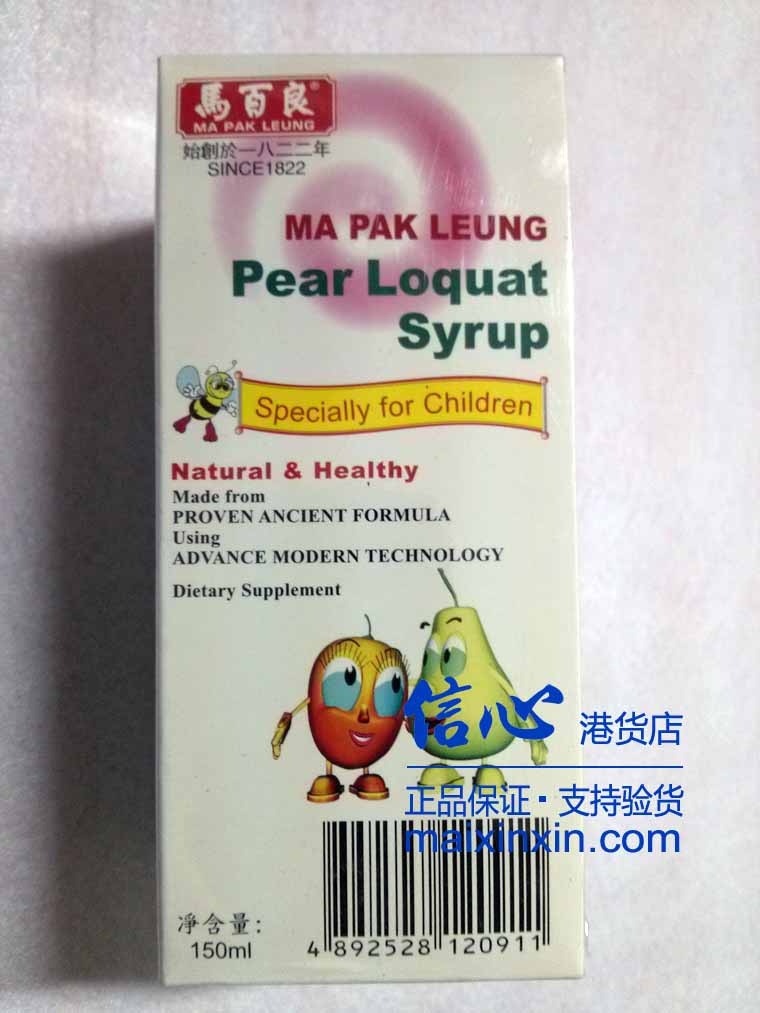 馬百良®
MA PAK LEUNG
始創於一八二二年
SINCE1822
MA PAK LEUNG
Pear Loquat
Syrup
Specially for Children
Natural & Healthy
Made from
PROVEN ANCIENT FORMULA
Using
ADVANCE MODERN TECHNOLOGY
Dietary Supplement
信心 港货店
正品保证·支持验货
maixinxin.com
淨含量:
150ml
4 892528 120911